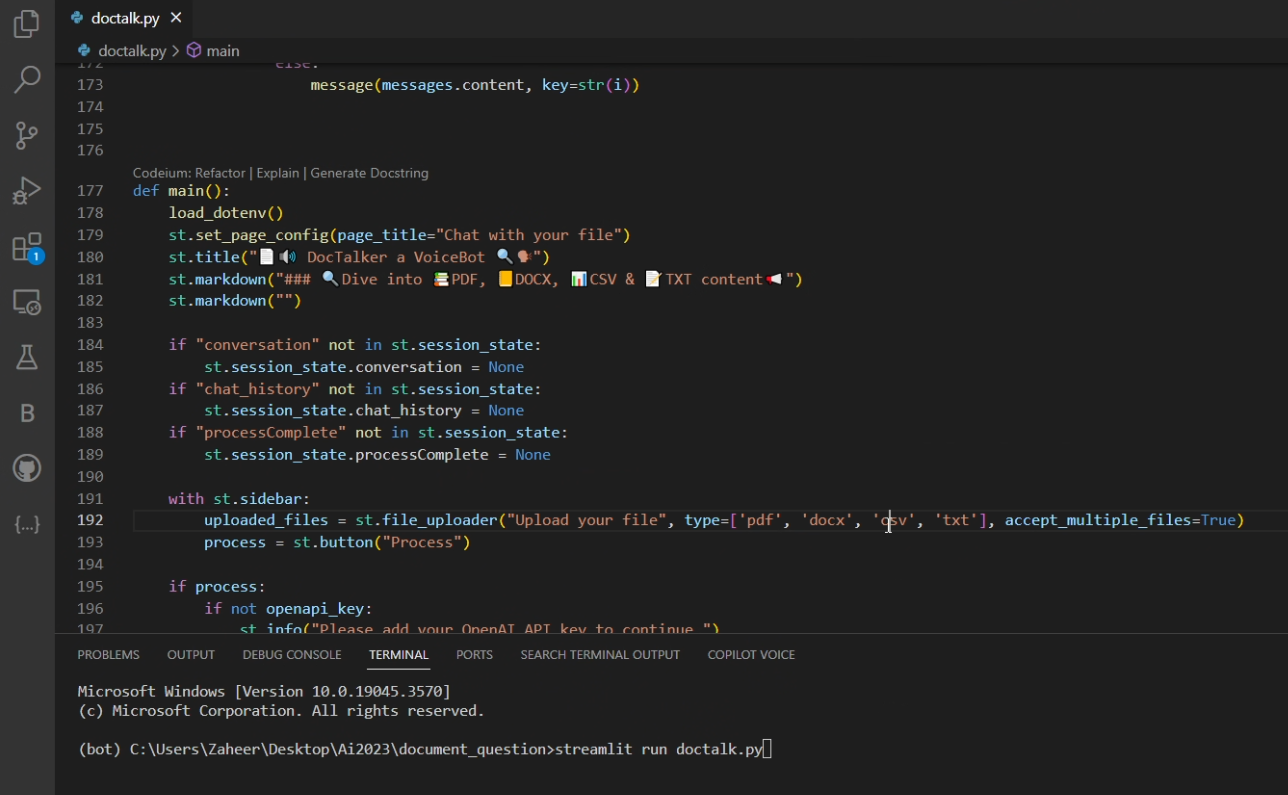 doctalk.py ×
doctalk.py > main
172 else:
173 message(messages.content, key=str(i))
174
175
176
Codeium: Refactor | Explain | Generate Docstring
177 def main():
178 load_dotenv()
179 st.set_page_config(page_title="Chat with your file")
180 st.title("📄🔊 DocTalker a VoiceBot 🔍🗣️")
181 st.markdown("### 🔍Dive into 📚PDF, 📒DOCX, 📊CSV & 📝TXT content📢")
182 st.markdown("")
183
184 if "conversation" not in st.session_state:
185 st.session_state.conversation = None
186 if "chat_history" not in st.session_state:
187 st.session_state.chat_history = None
188 if "processComplete" not in st.session_state:
189 st.session_state.processComplete = None
190
191 with st.sidebar:
192 uploaded_files = st.file_uploader("Upload your file", type=['pdf', 'docx', 'csv', 'txt'], accept_multiple_files=True)
193 process = st.button("Process")
194
195 if process:
196 if not openapi_key:
197 st.info("Please add your OpenAI API key to continue.")
1
B
{...}
PROBLEMS OUTPUT DEBUG CONSOLE TERMINAL PORTS SEARCH TERMINAL OUTPUT COPILOT VOICE
Microsoft Windows [Version 10.0.19045.3570]
(c) Microsoft Corporation. All rights reserved.
(bot) C:\Users\Zaheer\Desktop\Ai2023\document_question>streamlit run doctalk.py